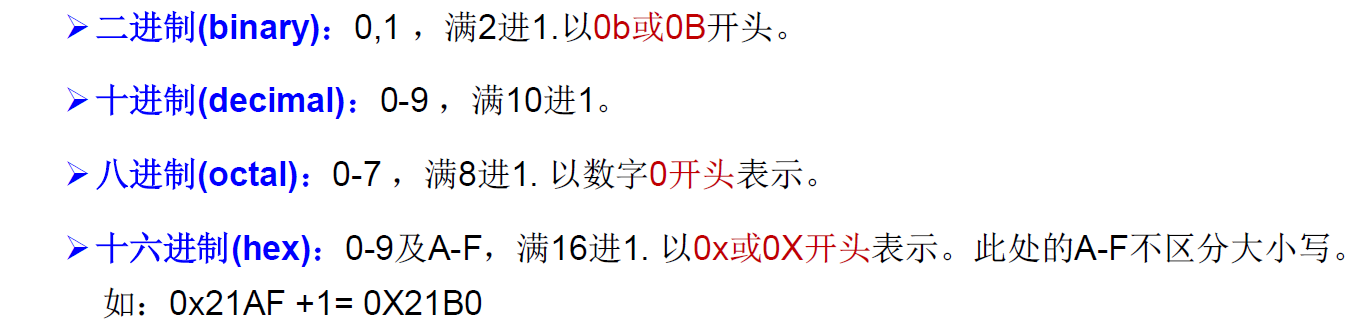 ➢二进制(binary)：0,1 ，满2进1.以0b或0B开头。
➢十进制(decimal)：0-9 ，满10进1。
➢八进制(octal)：0-7 ，满8进1. 以数字0开头表示。
➢十六进制(hex)：0-9及A-F，满16进1. 以0x或0X开头表示。此处的A-F不区分大小写。
如：0x21AF +1= 0X21B0